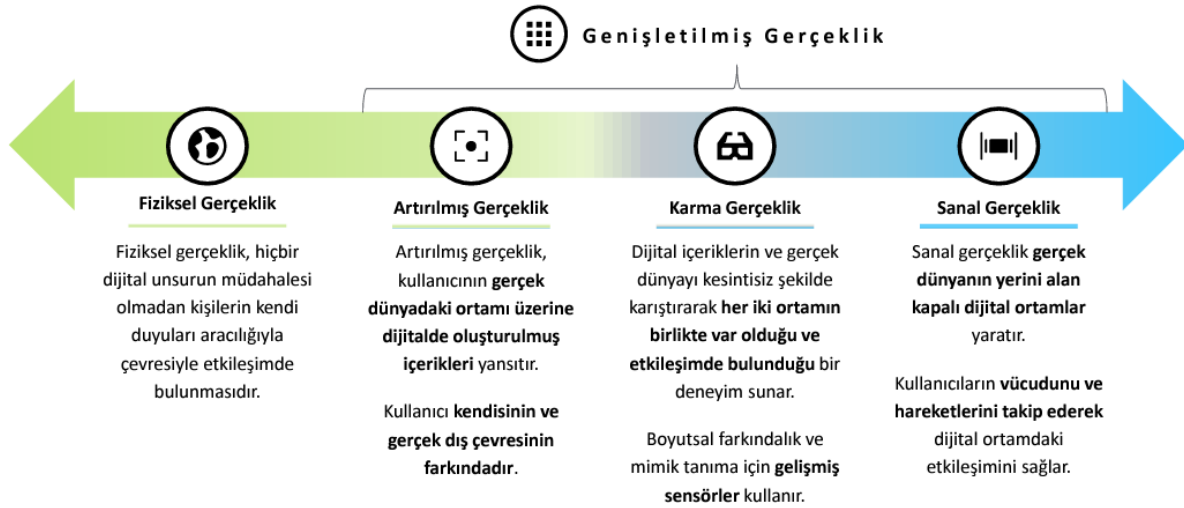 Genişletilmiş Gerçeklik
Fiziksel Gerçeklik
Fiziksel gerçeklik, hiçbir
dijital unsurun müdahalesi
olmadan kişilerin kendi
duyuları aracılığıyla
çevresiyle etkileşimde
bulunmasıdır.
Artırılmış Gerçeklik
Artırılmış gerçeklik,
kullanıcının gerçek
dünyadaki ortamı üzerine
dijitalde oluşturulmuş
içerikleri yansıtır.
Kullanıcı kendisinin ve
gerçek dış çevresinin
farkındadır.
Karma Gerçeklik
Dijital içeriklerin ve gerçek
dünyayı kesintisiz şekilde
karıştırarak her iki ortamın
birlikte var olduğu ve
etkileşimde bulunduğu bir
deneyim sunar.
Boyutsal farkındalık ve
mimik tanıma için gelişmiş
sensörler kullanır.
Sanal Gerçeklik
Sanal gerçeklik gerçek
dünyanın yerini alan
kapalı dijital ortamlar
yaratır.
Kullanıcıların vücudunu ve
hareketlerini takip ederek
dijital ortamdaki
etkileşimini sağlar.